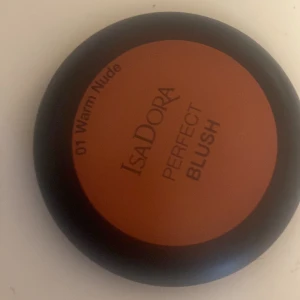 01 Warm Nude
ISADORA
PERFECT
BLUSH